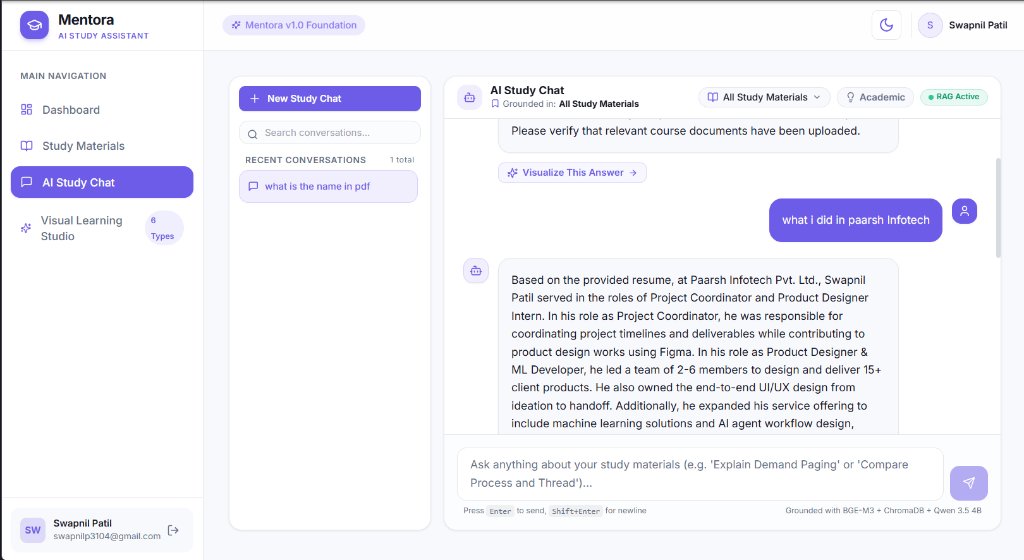 Mentora
AI STUDY ASSISTANT
Mentora v1.0 Foundation
S
Swapnil Patil
MAIN NAVIGATION
Dashboard
Study Materials
AI Study Chat
Visual Learning
Studio
6
Types
SW
Swapnil Patil
swapnilp3104@gmail.com
New Study Chat
Search conversations...
RECENT CONVERSATIONS
1 total
what is the name in pdf
AI Study Chat
Grounded in: All Study Materials
All Study Materials
Academic
RAG Active
Please verify that relevant course documents have been uploaded.
Visualize This Answer →
what i did in paarsh Infotech
Based on the provided resume, at Paarsh Infotech Pvt. Ltd., Swapnil
Patil served in the roles of Project Coordinator and Product Designer
Intern. In his role as Project Coordinator, he was responsible for
coordinating project timelines and deliverables while contributing to
product design works using Figma. In his role as Product Designer &
ML Developer, he led a team of 2-6 members to design and deliver 15+
client products. He also owned the end-to-end UI/UX design from
ideation to handoff. Additionally, he expanded his service offering to
include machine learning solutions and AI agent workflow design,
Ask anything about your study materials (e.g. 'Explain Demand Paging' or 'Compare
Process and Thread')...
Press Enter to send, Shift+Enter for newline
Grounded with BGE-M3 + ChromaDB + Qwen 3.5 4B